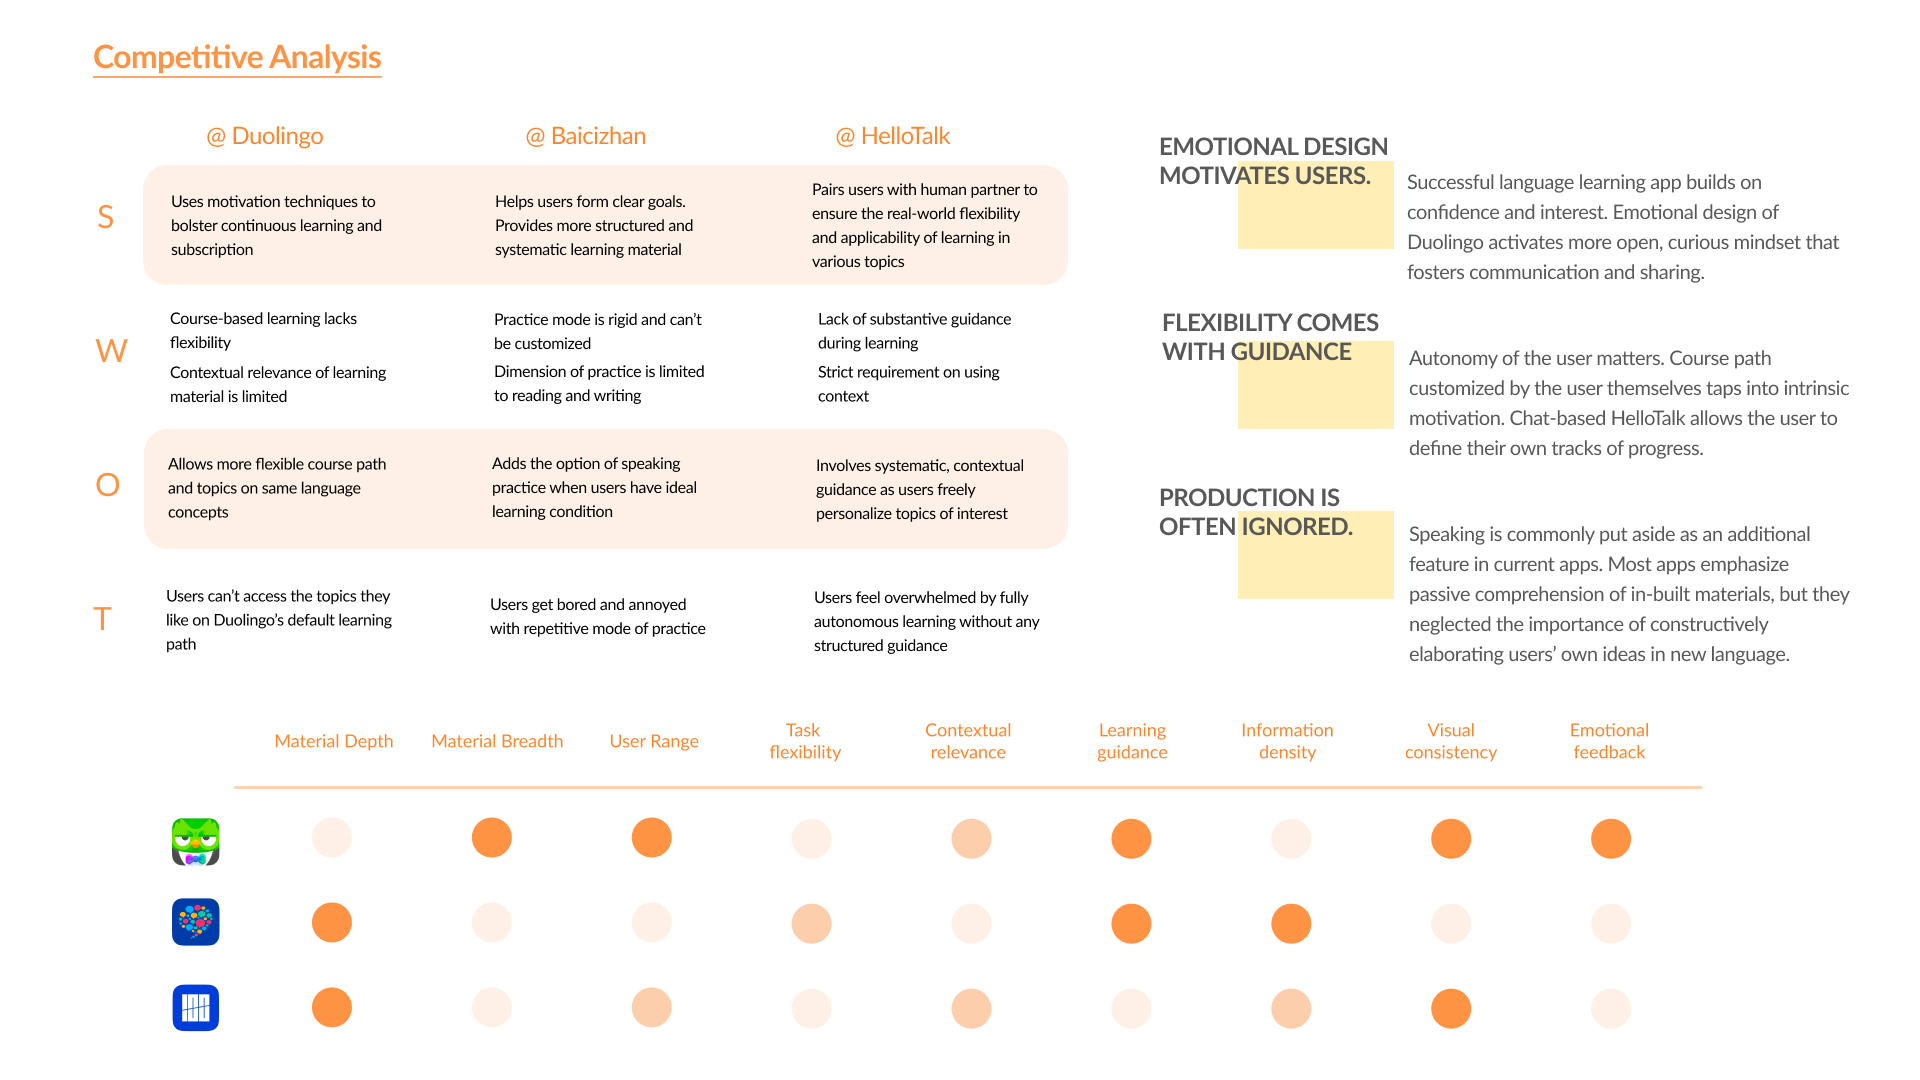 Competitive Analysis
@ Duolingo
@ Baicizhan
@ HelloTalk
S
Uses motivation techniques to
bolster continuous learning and
subscription
Helps users form clear goals.
Provides more structured and
systematic learning material
Pairs users with human partner to
ensure the real-world flexibility
and applicability of learning in
various topics
W
Course-based learning lacks
flexibility
Contextual relevance of learning
material is limited
Practice mode is rigid and can’t
be customized
Dimension of practice is limited
to reading and writing
Lack of substantive guidance
during learning
Strict requirement on using
context
O
Allows more flexible course path
and topics on same language
concepts
Adds the option of speaking
practice when users have ideal
learning condition
Involves systematic, contextual
guidance as users freely
personalize topics of interest
T
Users can’t access the topics they
like on Duolingo’s default learning
path
Users get bored and annoyed
with repetitive mode of practice
Users feel overwhelmed by fully
autonomous learning without any
structured guidance
EMOTIONAL DESIGN
MOTIVATES USERS.
Successful language learning app builds on
confidence and interest. Emotional design of
Duolingo activates more open, curious mindset that
fosters communication and sharing.
FLEXIBILITY COMES
WITH GUIDANCE
Autonomy of the user matters. Course path
customized by the user themselves taps into intrinsic
motivation. Chat-based HelloTalk allows the user to
define their own tracks of progress.
PRODUCTION IS
OFTEN IGNORED.
Speaking is commonly put aside as an additional
feature in current apps. Most apps emphasize
passive comprehension of in-built materials, but they
neglected the importance of constructively
elaborating users’ own ideas in new language.
Material Depth
Material Breadth
User Range
Task
flexibility
Contextual
relevance
Learning
guidance
Information
density
Visual
consistency
Emotional
feedback
100